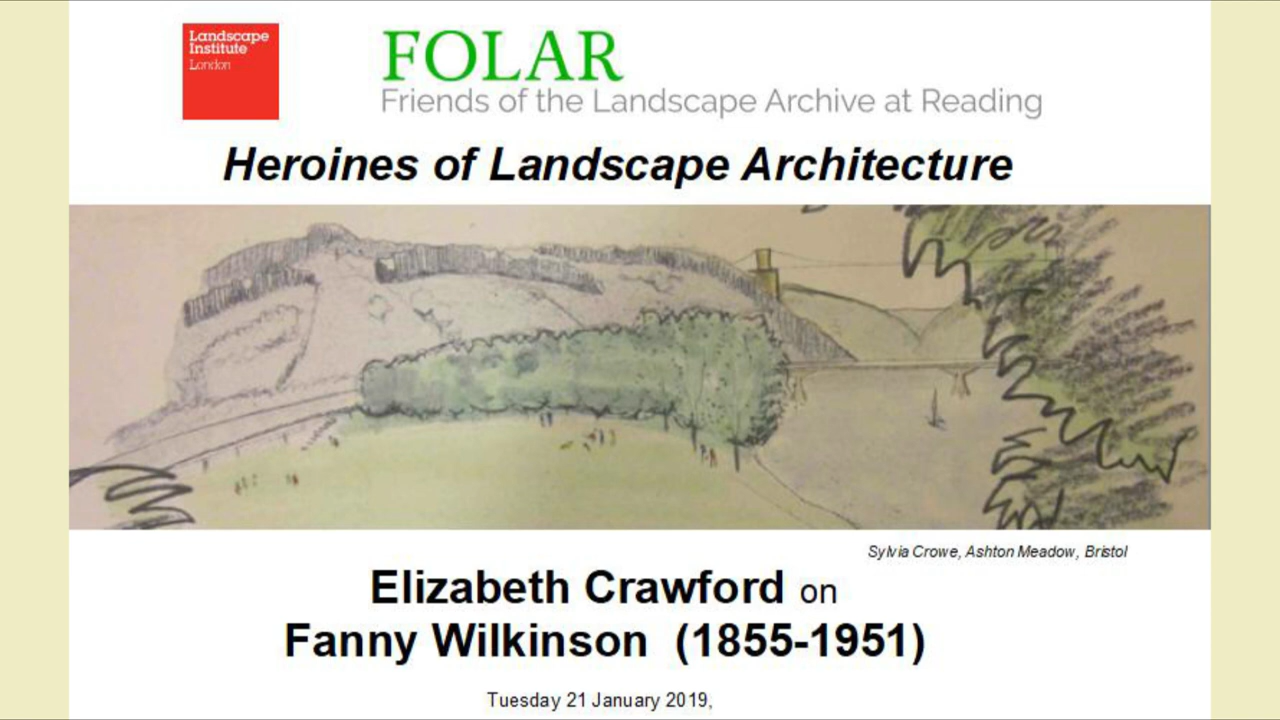 Landscape
Institute
London
FOLAR
Friends of the Landscape Archive at Reading
Heroines of Landscape Architecture
Sylvia Crowe, Ashton Meadow, Bristol
Elizabeth Crawford on
Fanny Wilkinson (1855-1951)
Tuesday 21 January 2019,